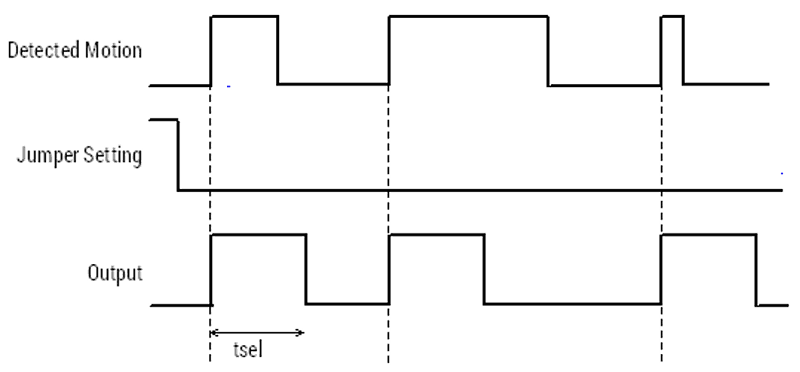 Detected Motion
Jumper Setting
Output
tsel